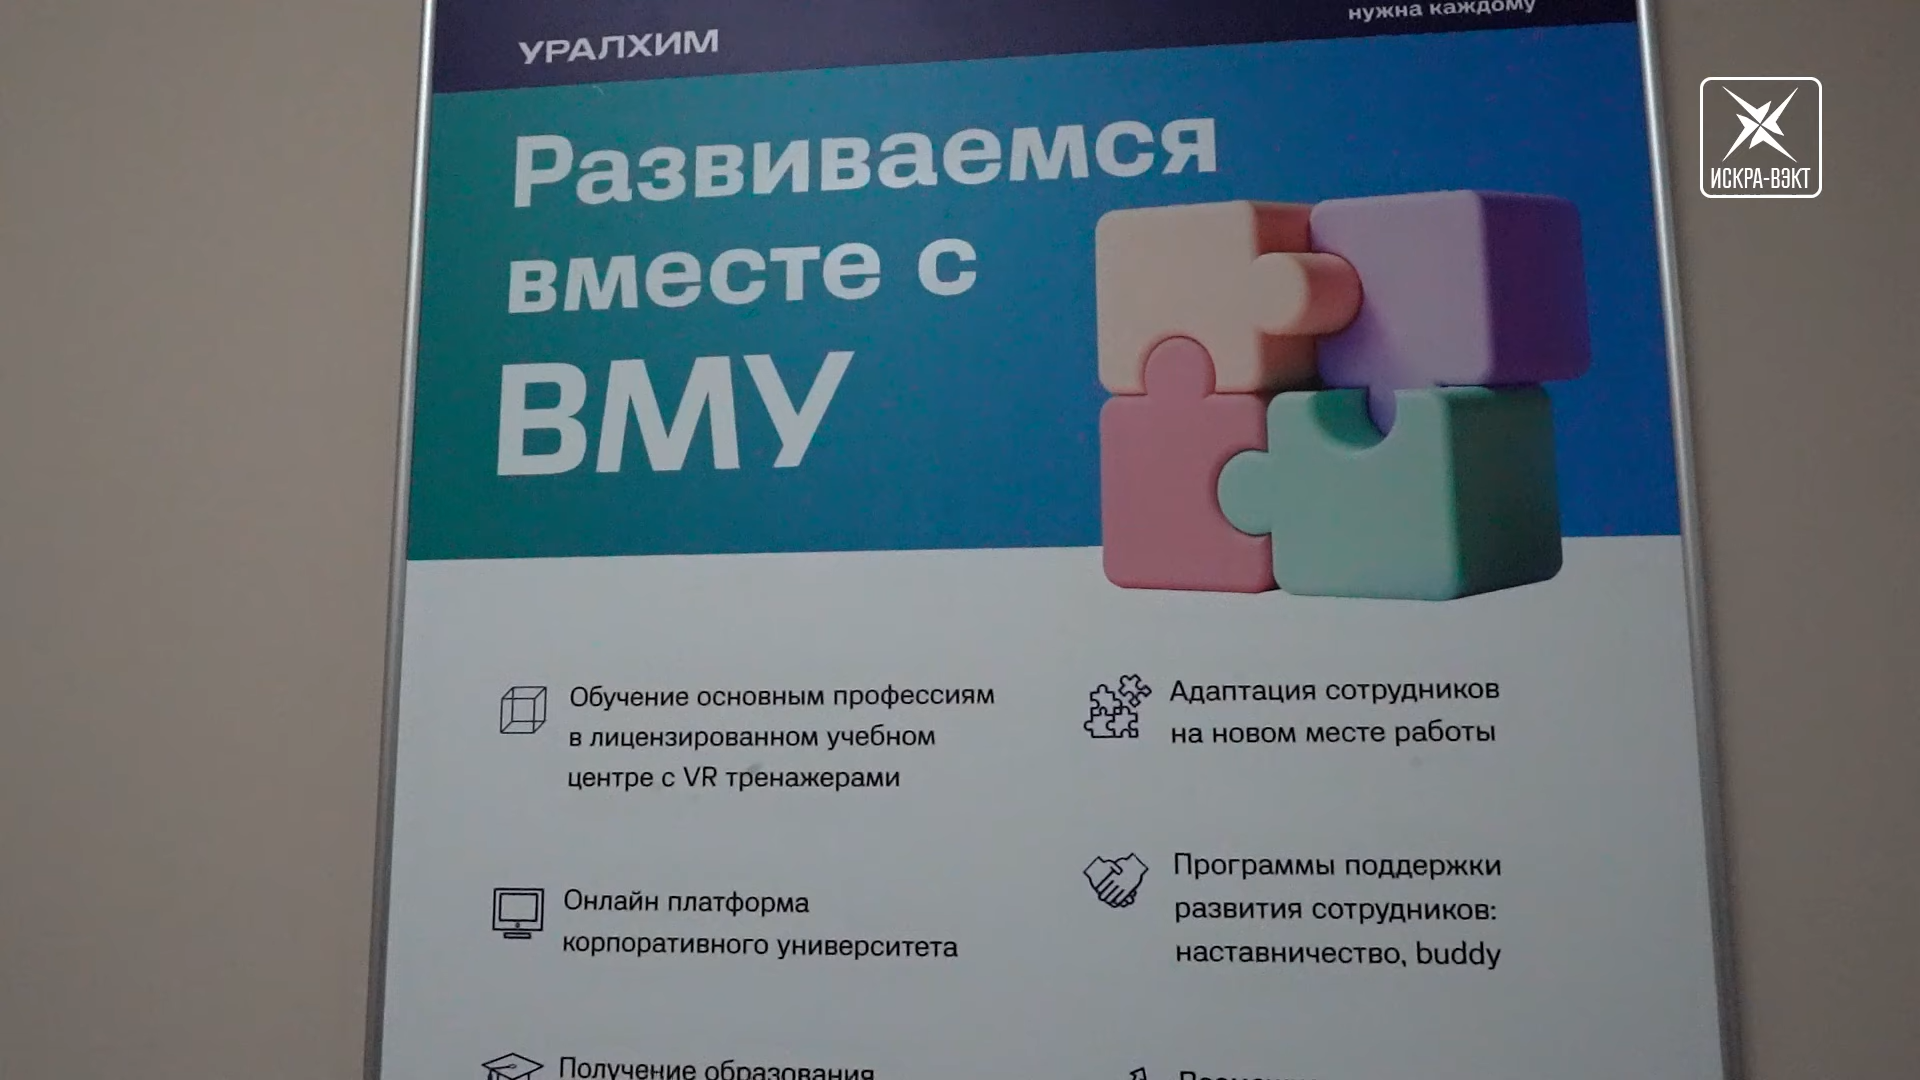 нужна каждому
УРАЛХИМ
ИСКРА-ВЭКТ
Развиваемся
вместе с
ВМУ
Обучение основным профессиям
в лицензированном учебном
центре с VR тренажерами
Адаптация сотрудников
на новом месте работы
Онлайн платформа
корпоративного университета
Программы поддержки
развития сотрудников:
наставничество, buddy
Получение образования